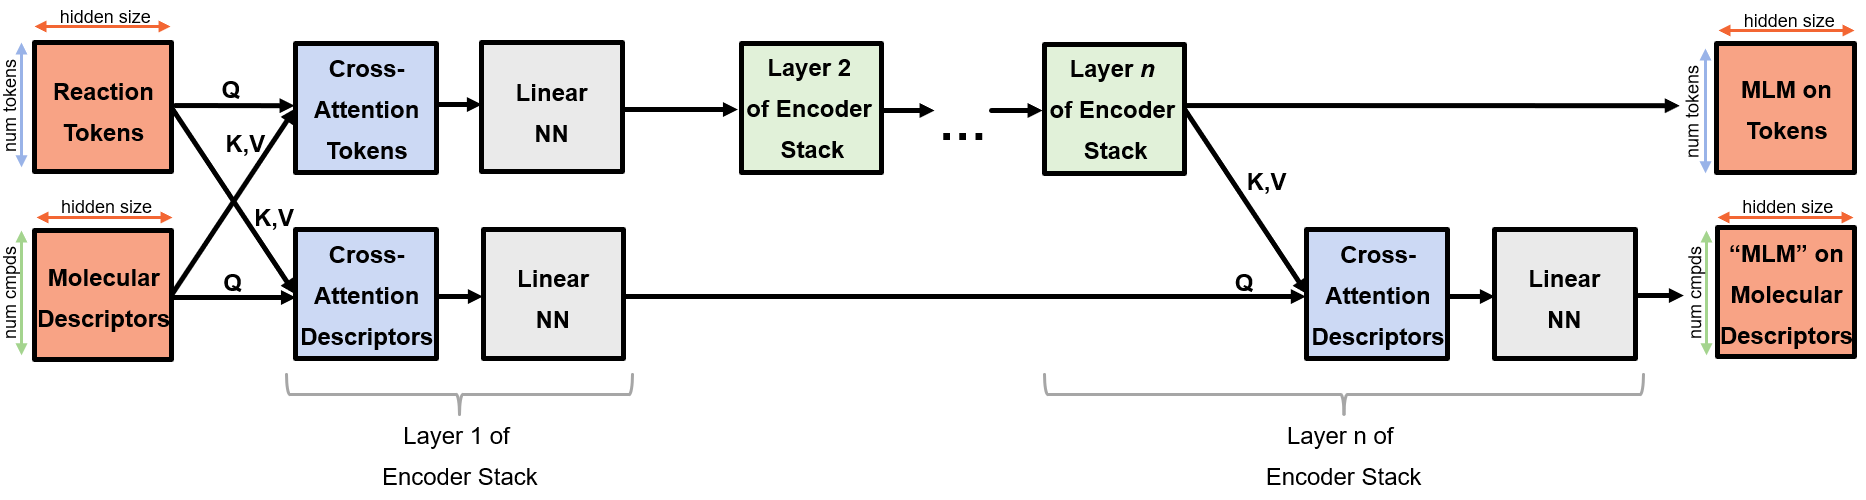 hidden size
num tokens
Reaction
Tokens
Q
K,V
Cross-
Attention
Tokens
Linear
NN
Layer 2
of Encoder
Stack
...
Layer n
of Encoder
Stack
hidden size
num tokens
MLM on
Tokens
hidden size
num cmpds
Molecular
Descriptors
K,V
Q
Cross-
Attention
Descriptors
Linear
NN
K,V
Q
Cross-
Attention
Descriptors
Linear
NN
hidden size
num cmpds
“MLM” on
Molecular
Descriptors
Layer 1 of
Encoder Stack
Layer n of
Encoder Stack